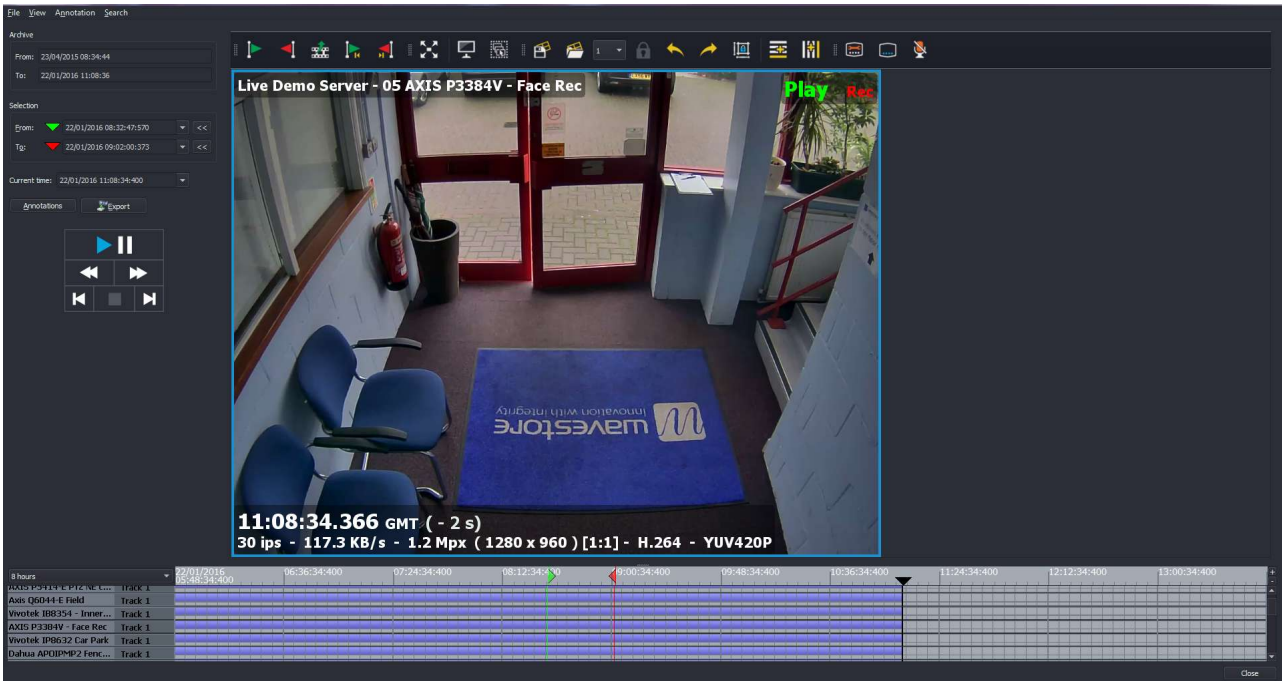 File View Annotation Search
Archive
From: 23/04/2015 08:34:44
To: 22/01/2016 11:08:36
Selection
From: 22/01/2016 08:32:47:570 <<
To: 22/01/2016 09:02:00:373 <<
Current time: 22/01/2016 11:08:34:400
Annotations Export
1
Live Demo Server - 05 AXIS P3384V - Face Rec
Play Rec
wavestore
innovation with integrity
11:08:34.366 GMT ( - 2 s)
30 ips - 117.3 KB/s - 1.2 Mpx ( 1280 x 960 ) [1:1] - H.264 - YUV420P
8 hours
22/01/2016
05:48:34:400 06:36:34:400 07:24:34:400 08:12:34:400 09:00:34:400 09:48:34:400 10:36:34:400 11:24:34:400 12:12:34:400 13:00:34:400
Track 1
Axis Q6044-E Field Track 1
Vivotek IB8354 - Inner... Track 1
AXIS P3384V - Face Rec Track 1
Vivotek IP8632 Car Park Track 1
Dahua APOIPMP2 Fenc... Track 1
Close